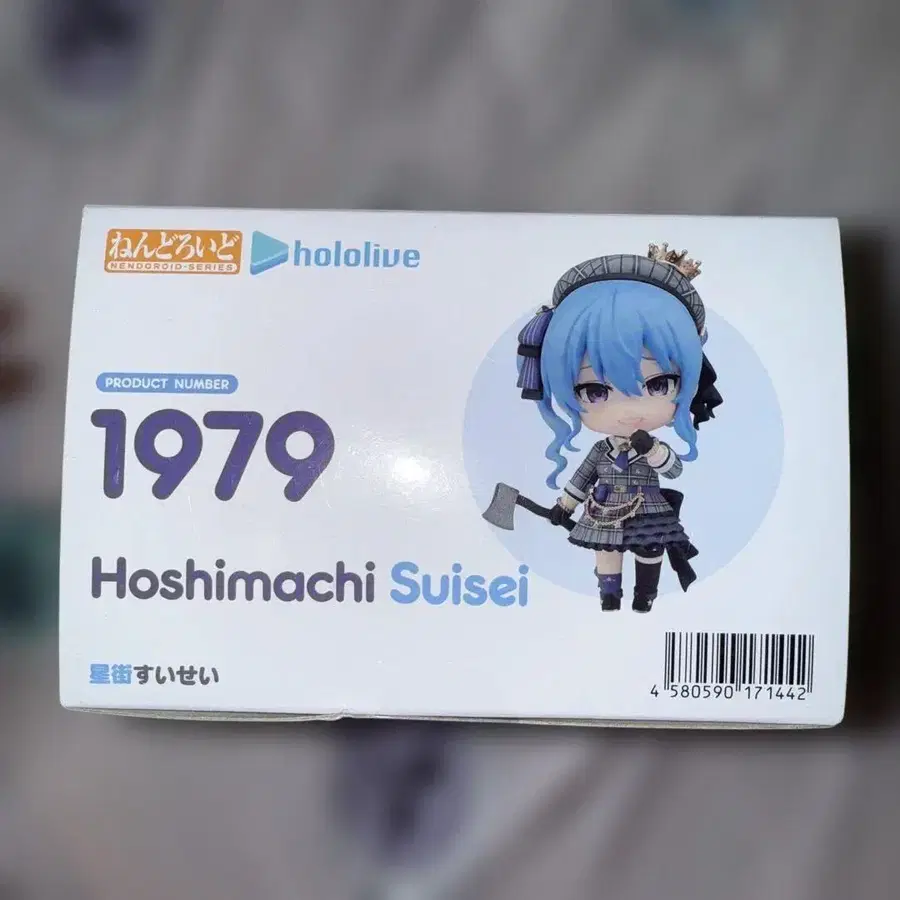 ねんどろいど
NENDOROID-SERIES
hololive
PRODUCT NUMBER
1979
Hoshimachi Suisei
星街すいせい
4 580590 171442